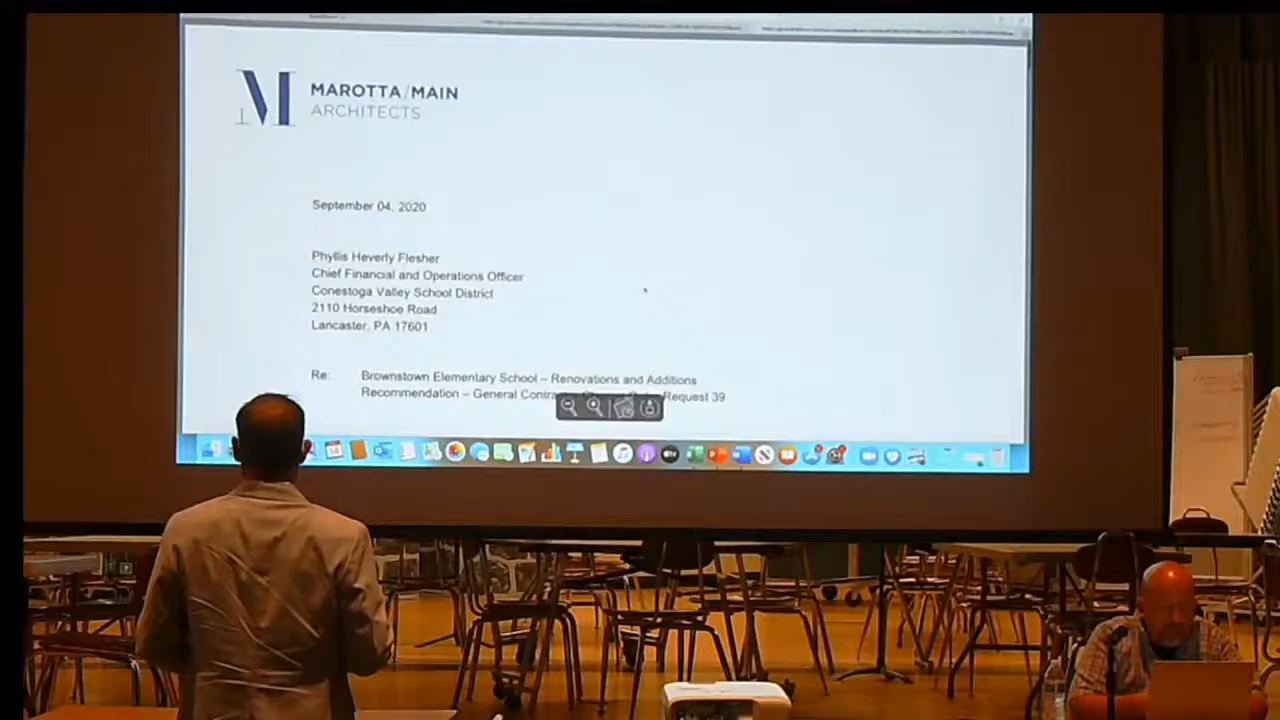 MAROTTA/MAIN
ARCHITECTS
September 04, 2020
Phyllis Heverly Flesher
Chief Financial and Operations Officer
Conestoga Valley School District
2110 Horseshoe Road
Lancaster, PA 17601
Re: Brownstown Elementary School – Renovations and Additions
Recommendation – General Request 39